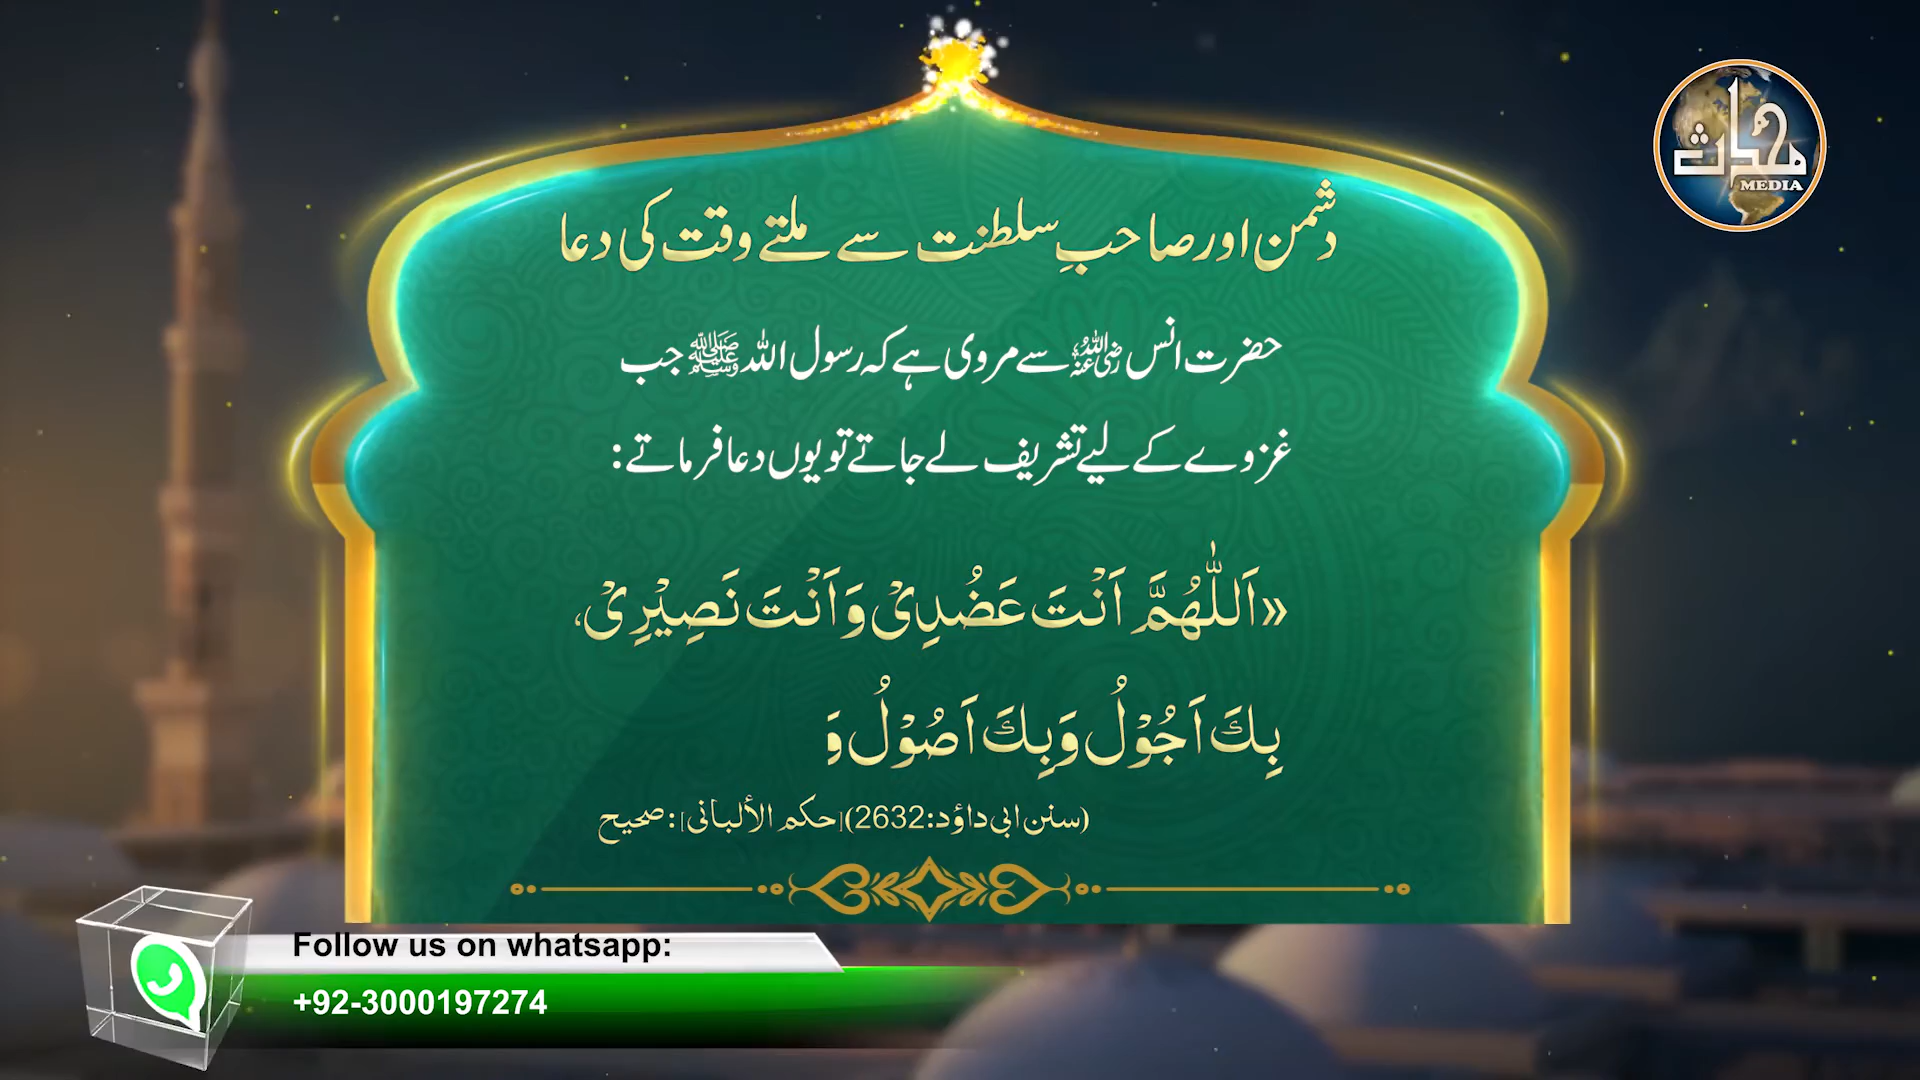 محدث
MEDIA
دشمن اور صاحبِ سلطنت سے ملتے وقت کی دعا
حضرت انس رضی اللہ عنہ سے مروی ہے کہ رسول اللہ ﷺ جب
غزوے کے لیے تشریف لے جاتے تو یوں دعا فرماتے:
«اَللّٰهُمَّ اَنْتَ عَضُدِیْ وَاَنْتَ نَصِیْرِیْ،
بِكَ اَجُوْلُ وَبِكَ اَصُوْلُ وَ
(سنن ابی داؤد:2632)[حکم الألبانی]: صحیح
Follow us on whatsapp:
+92-3000197274